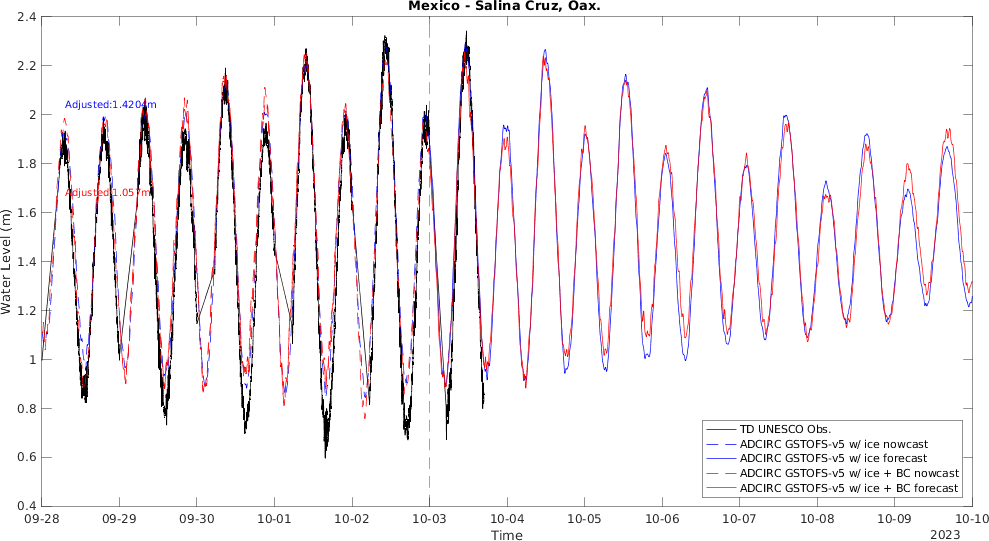 Mexico - Salina Cruz, Oax.
Water Level (m)
2.4
2.2
2
1.8
1.6
1.4
1.2
1
0.8
0.6
0.4
Adjusted:1.4204m
Adjusted:1.057m
TD UNESCO Obs.
ADCIRC GSTOFS-v5 w/ ice nowcast
ADCIRC GSTOFS-v5 w/ ice forecast
ADCIRC GSTOFS-v5 w/ ice + BC nowcast
ADCIRC GSTOFS-v5 w/ ice + BC forecast
09-28 09-29 09-30 10-01 10-02 10-03 10-04 10-05 10-06 10-07 10-08 10-09 10-10
Time
2023